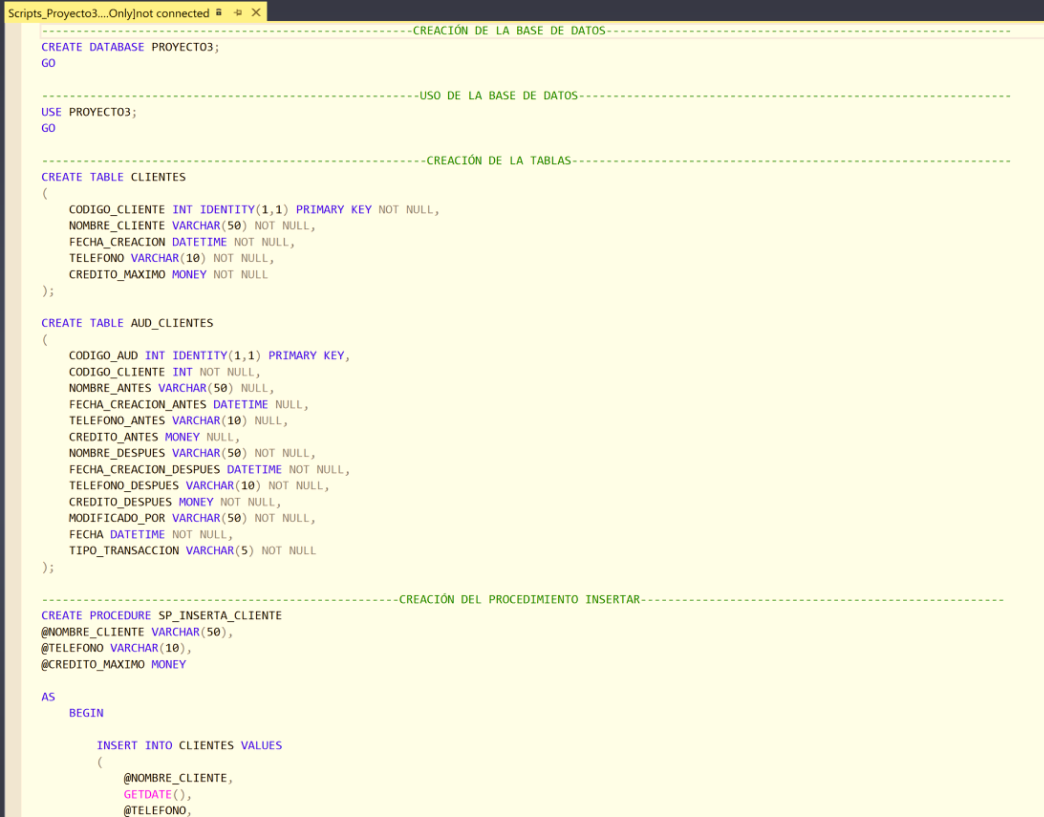 Scripts_Proyecto3....Only]not connected
------------------------------------------------------CREACIÓN DE LA BASE DE DATOS-----------------------------------------------------------
CREATE DATABASE PROYECTO3;
GO
-------------------------------------------------------USO DE LA BASE DE DATOS---------------------------------------------------------------
USE PROYECTO3;
GO
--------------------------------------------------------CREACIÓN DE LA TABLAS----------------------------------------------------------------
CREATE TABLE CLIENTES
(
CODIGO_CLIENTE INT IDENTITY(1,1) PRIMARY KEY NOT NULL,
NOMBRE_CLIENTE VARCHAR(50) NOT NULL,
FECHA_CREACION DATETIME NOT NULL,
TELEFONO VARCHAR(10) NOT NULL,
CREDITO_MAXIMO MONEY NOT NULL
);
CREATE TABLE AUD_CLIENTES
(
CODIGO_AUD INT IDENTITY(1,1) PRIMARY KEY,
CODIGO_CLIENTE INT NOT NULL,
NOMBRE_ANTES VARCHAR(50) NULL,
FECHA_CREACION_ANTES DATETIME NULL,
TELEFONO_ANTES VARCHAR(10) NULL,
CREDITO_ANTES MONEY NULL,
NOMBRE_DESPUES VARCHAR(50) NOT NULL,
FECHA_CREACION_DESPUES DATETIME NOT NULL,
TELEFONO_DESPUES VARCHAR(10) NOT NULL,
CREDITO_DESPUES MONEY NOT NULL,
MODIFICADO_POR VARCHAR(50) NOT NULL,
FECHA DATETIME NOT NULL,
TIPO_TRANSACCION VARCHAR(5) NOT NULL
);
----------------------------------------------------CREACIÓN DEL PROCEDIMIENTO INSERTAR-----------------------------------------------------
CREATE PROCEDURE SP_INSERTA_CLIENTE
@NOMBRE_CLIENTE VARCHAR(50),
@TELEFONO VARCHAR(10),
@CREDITO_MAXIMO MONEY
AS
BEGIN
INSERT INTO CLIENTES VALUES
(
@NOMBRE_CLIENTE,
GETDATE(),
@TELEFONO,